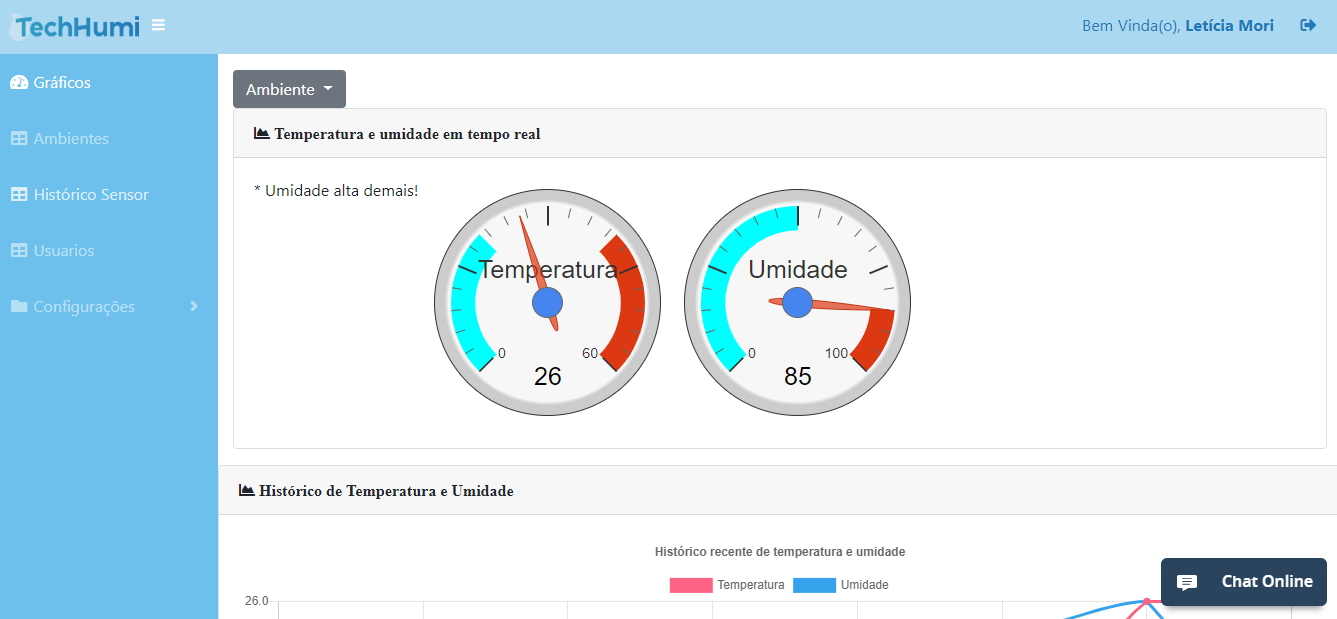 TechHumi
Bem Vinda(o), Letícia Mori
Gráficos
Ambientes
Histórico Sensor
Usuarios
Configurações
Ambiente
Temperatura e umidade em tempo real
* Umidade alta demais!
Temperatura
0 60
26
Umidade
0 100
85
Histórico de Temperatura e Umidade
Histórico recente de temperatura e umidade
Temperatura Umidade
26.0
Chat Online